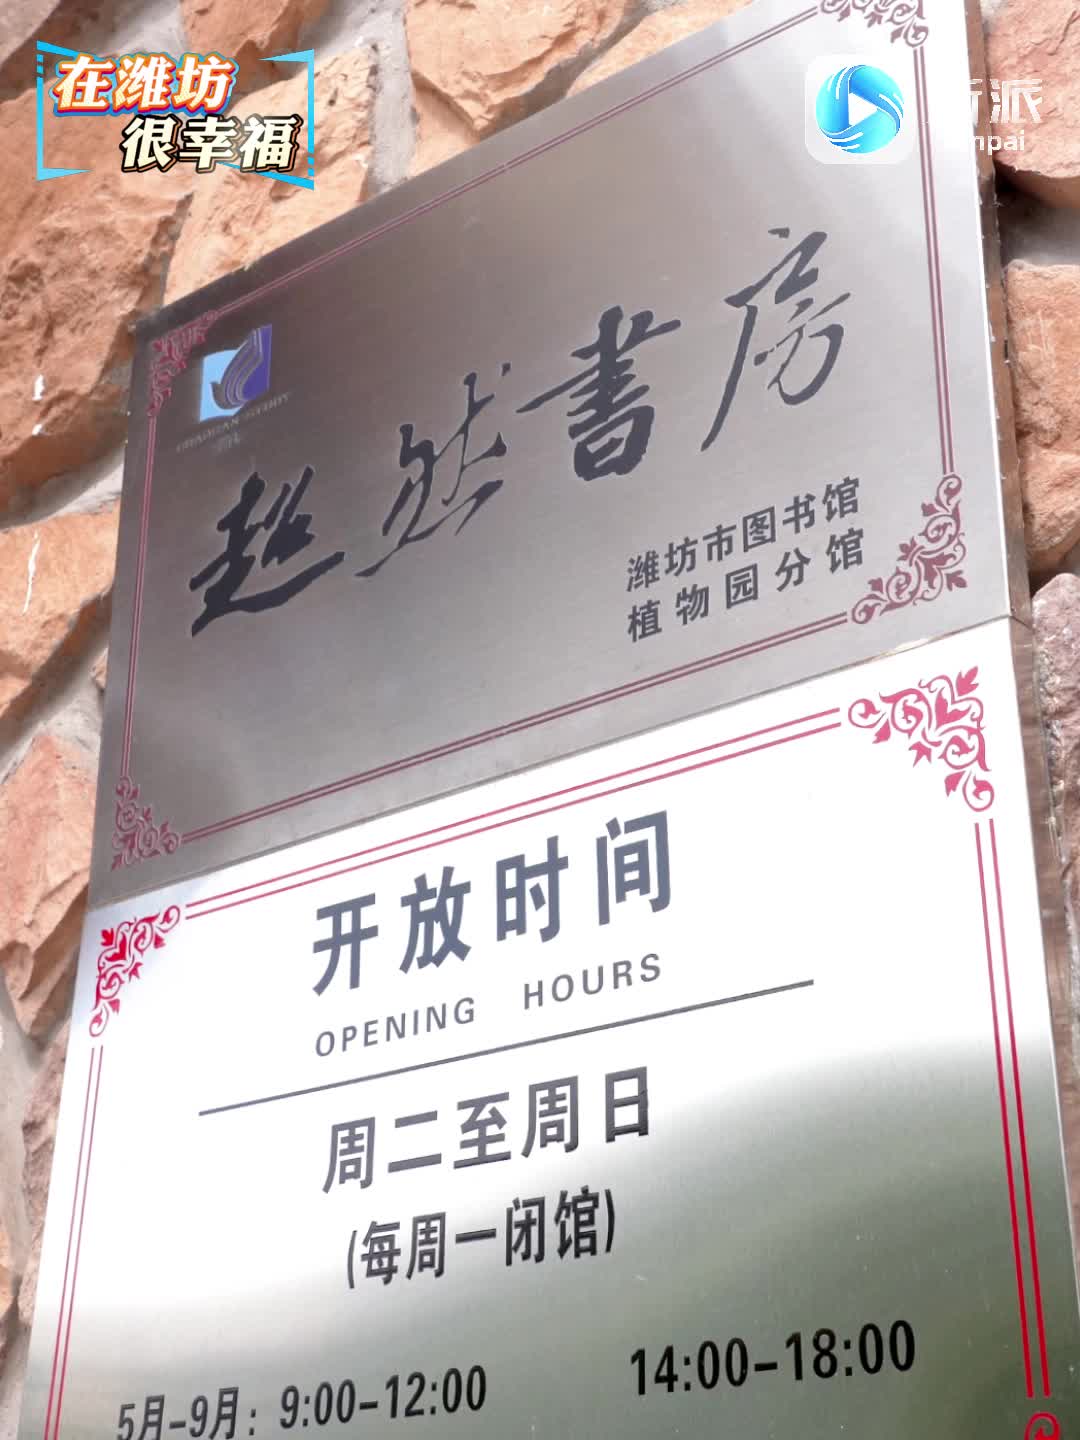 在潍坊
很幸福
派
超然書房
潍坊市图书馆
植物园分馆
开放时间
OPENING HOURS
周二至周日
(每周一闭馆)
5月-9月: 9:00-12:00 14:00-18:00